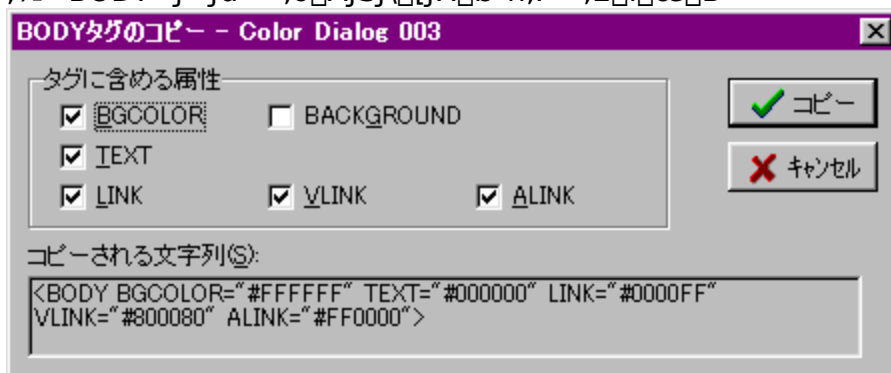 BODYタグのコピー - Color Dialog 003
タグに含める属性
BGCOLOR
BACKGROUND
コピー
TEXT
キャンセル
LINK
VLINK
ALINK
コピーされる文字列(S):
<BODY BGCOLOR="#FFFFFF" TEXT="#000000" LINK="#0000FF"
VLINK="#800080" ALINK="#FF0000">